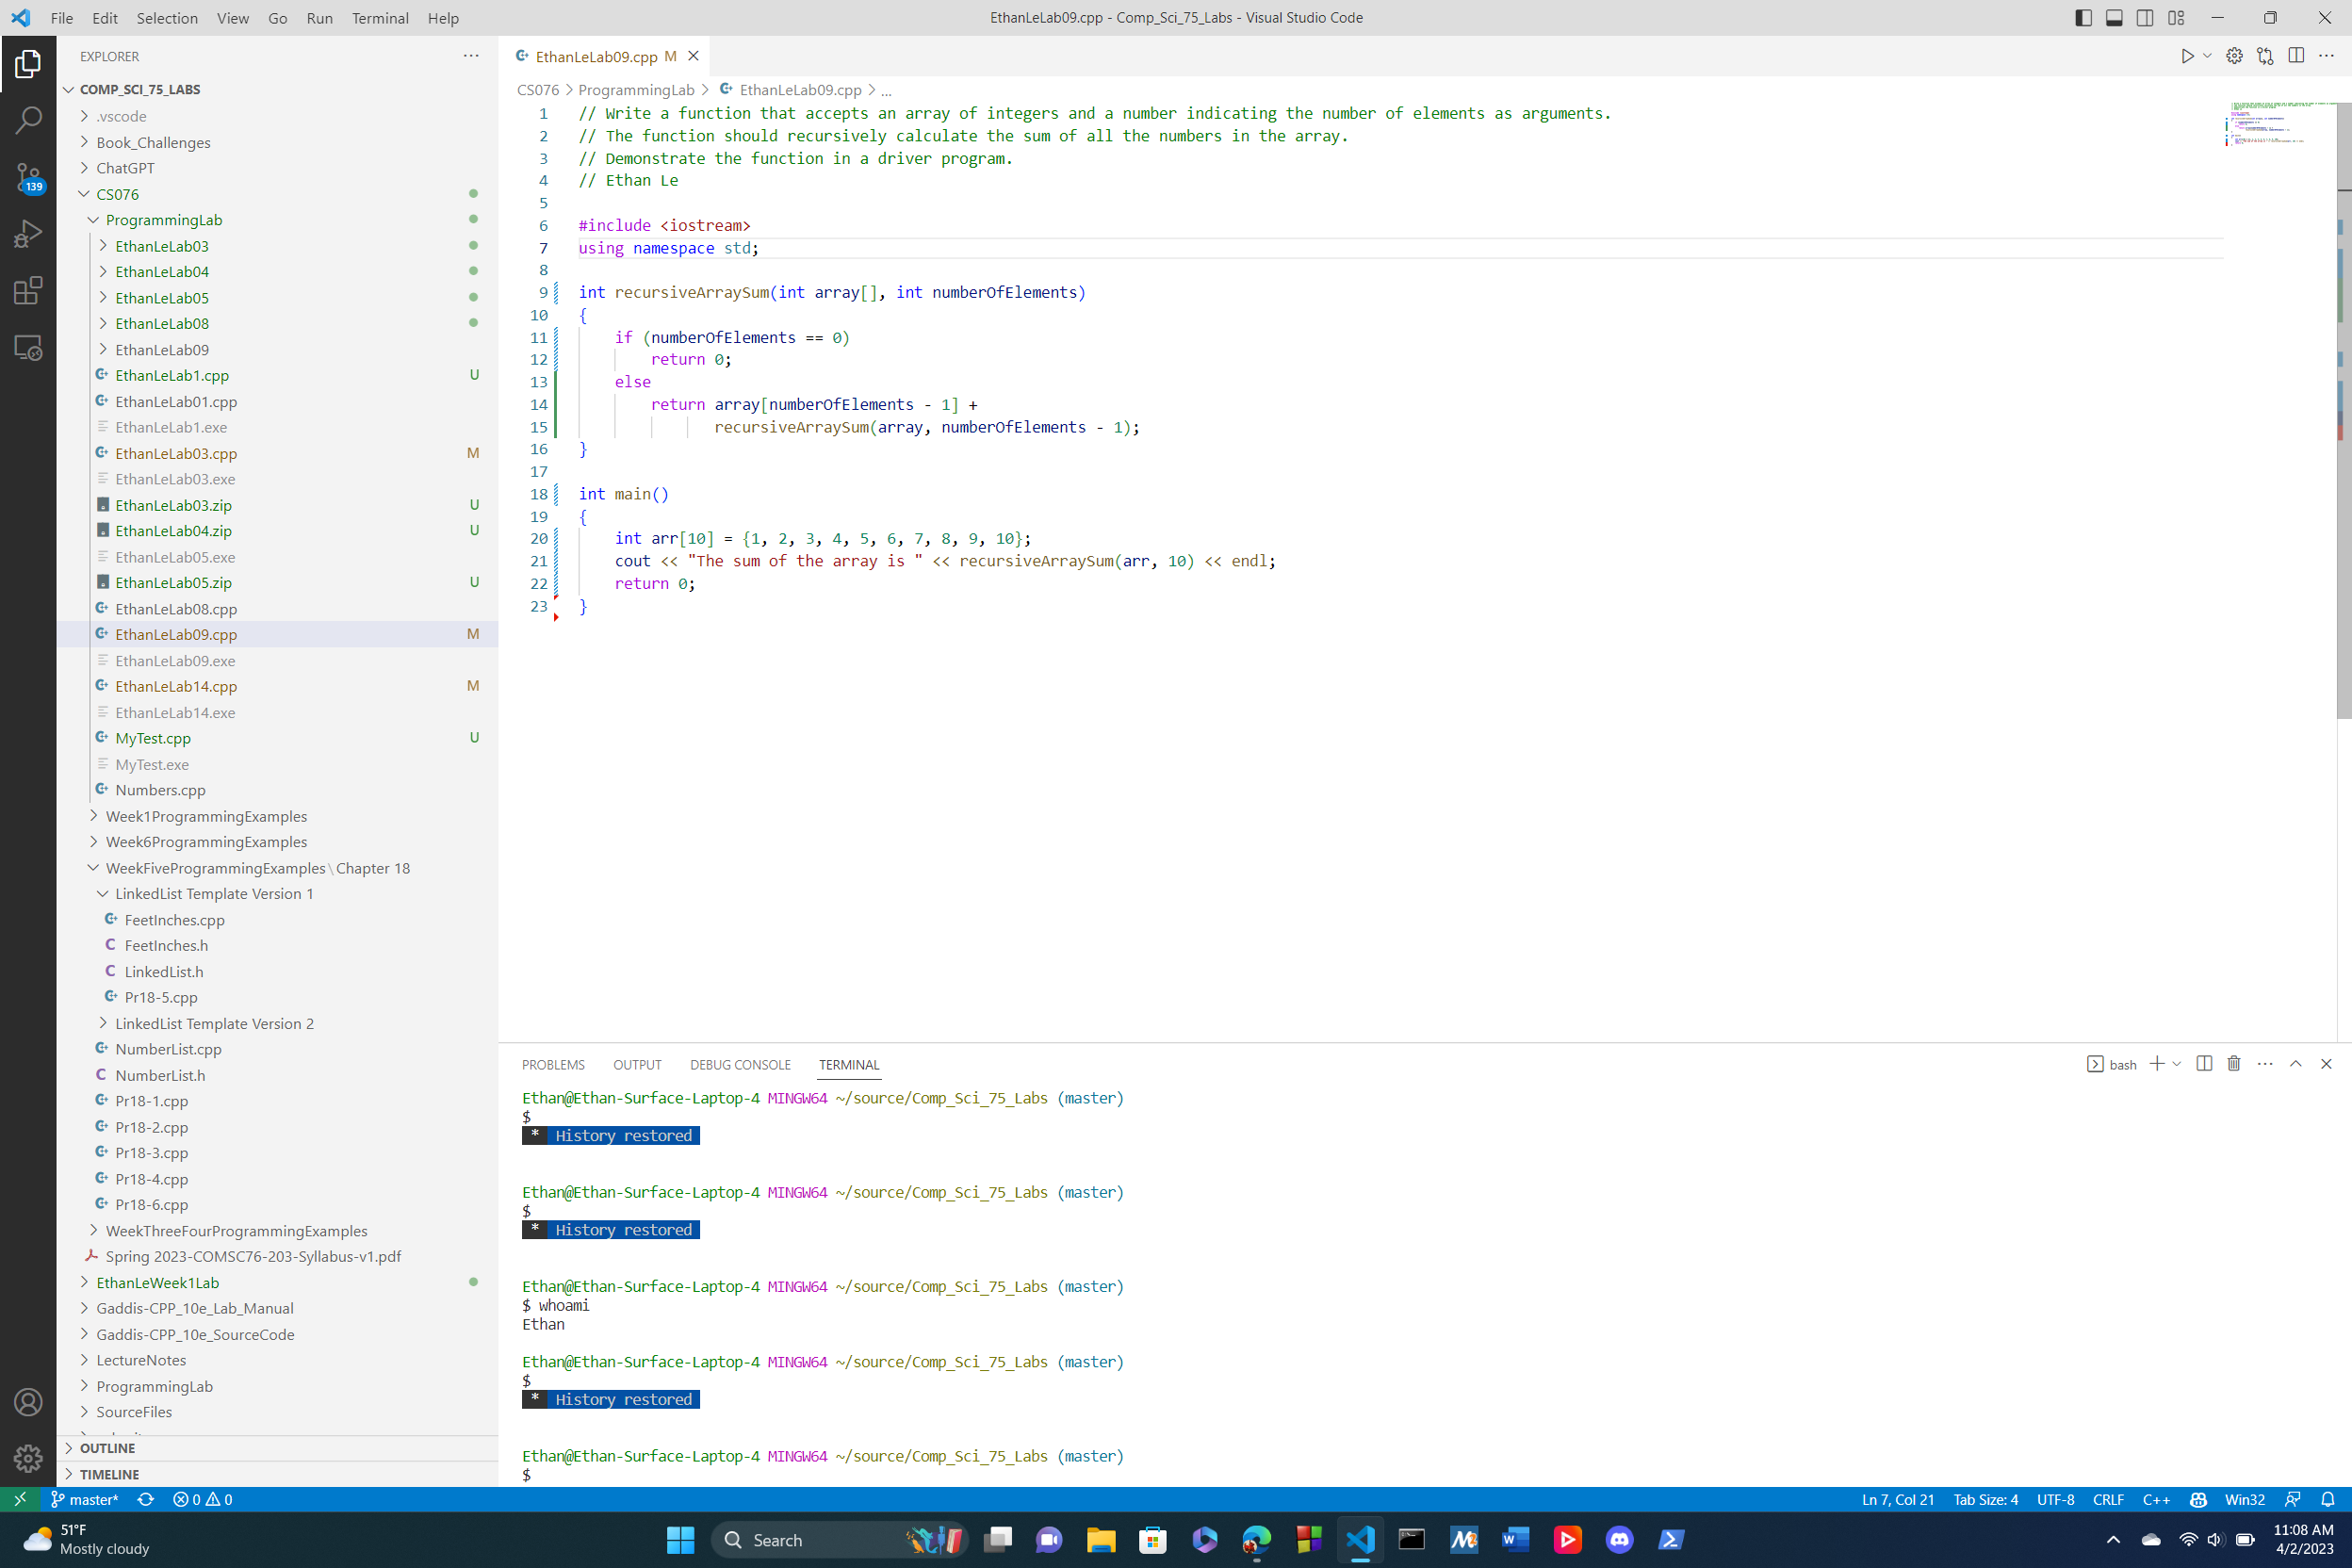 File Edit Selection View Go Run Terminal Help
EthanLeLab09.cpp - Comp_Sci_75_Labs - Visual Studio Code
EXPLORER
COMP_SCI_75_LABS
.vscode
Book_Challenges
ChatGPT
CS076
ProgrammingLab
EthanLeLab03
EthanLeLab04
EthanLeLab05
EthanLeLab08
EthanLeLab09
EthanLeLab1.cpp U
EthanLeLab01.cpp
EthanLeLab1.exe
EthanLeLab03.cpp M
EthanLeLab03.exe
EthanLeLab03.zip U
EthanLeLab04.zip U
EthanLeLab05.exe
EthanLeLab05.zip U
EthanLeLab08.cpp
EthanLeLab09.cpp M
EthanLeLab09.exe
EthanLeLab14.cpp M
EthanLeLab14.exe
MyTest.cpp U
MyTest.exe
Numbers.cpp
Week1ProgrammingExamples
Week6ProgrammingExamples
WeekFiveProgrammingExamples\Chapter 18
LinkedList Template Version 1
FeetInches.cpp
FeetInches.h
LinkedList.h
Pr18-5.cpp
LinkedList Template Version 2
NumberList.cpp
NumberList.h
Pr18-1.cpp
Pr18-2.cpp
Pr18-3.cpp
Pr18-4.cpp
Pr18-6.cpp
WeekThreeFourProgrammingExamples
Spring 2023-COMSC76-203-Syllabus-v1.pdf
EthanLeWeek1Lab
Gaddis-CPP_10e_Lab_Manual
Gaddis-CPP_10e_SourceCode
LectureNotes
ProgrammingLab
SourceFiles
OUTLINE
TIMELINE
139
EthanLeLab09.cpp M
CS076 > ProgrammingLab > EthanLeLab09.cpp > ...
1 // Write a function that accepts an array of integers and a number indicating the number of elements as arguments.
2 // The function should recursively calculate the sum of all the numbers in the array.
3 // Demonstrate the function in a driver program.
4 // Ethan Le
5
6 #include <iostream>
7 using namespace std;
8
9 int recursiveArraySum(int array[], int numberOfElements)
10 {
11 if (numberOfElements == 0)
12 return 0;
13 else
14 return array[numberOfElements - 1] +
15 recursiveArraySum(array, numberOfElements - 1);
16 }
17
18 int main()
19 {
20 int arr[10] = {1, 2, 3, 4, 5, 6, 7, 8, 9, 10};
21 cout << "The sum of the array is " << recursiveArraySum(arr, 10) << endl;
22 return 0;
23 }
PROBLEMS OUTPUT DEBUG CONSOLE TERMINAL
bash
Ethan@Ethan-Surface-Laptop-4 MINGW64 ~/source/Comp_Sci_75_Labs (master)
$
* History restored
Ethan@Ethan-Surface-Laptop-4 MINGW64 ~/source/Comp_Sci_75_Labs (master)
$
* History restored
Ethan@Ethan-Surface-Laptop-4 MINGW64 ~/source/Comp_Sci_75_Labs (master)
$ whoami
Ethan
Ethan@Ethan-Surface-Laptop-4 MINGW64 ~/source/Comp_Sci_75_Labs (master)
$
* History restored
Ethan@Ethan-Surface-Laptop-4 MINGW64 ~/source/Comp_Sci_75_Labs (master)
$
master* 0 0
Ln 7, Col 21 Tab Size: 4 UTF-8 CRLF C++ Win32
51°F
Mostly cloudy
Search
11:08 AM
4/2/2023